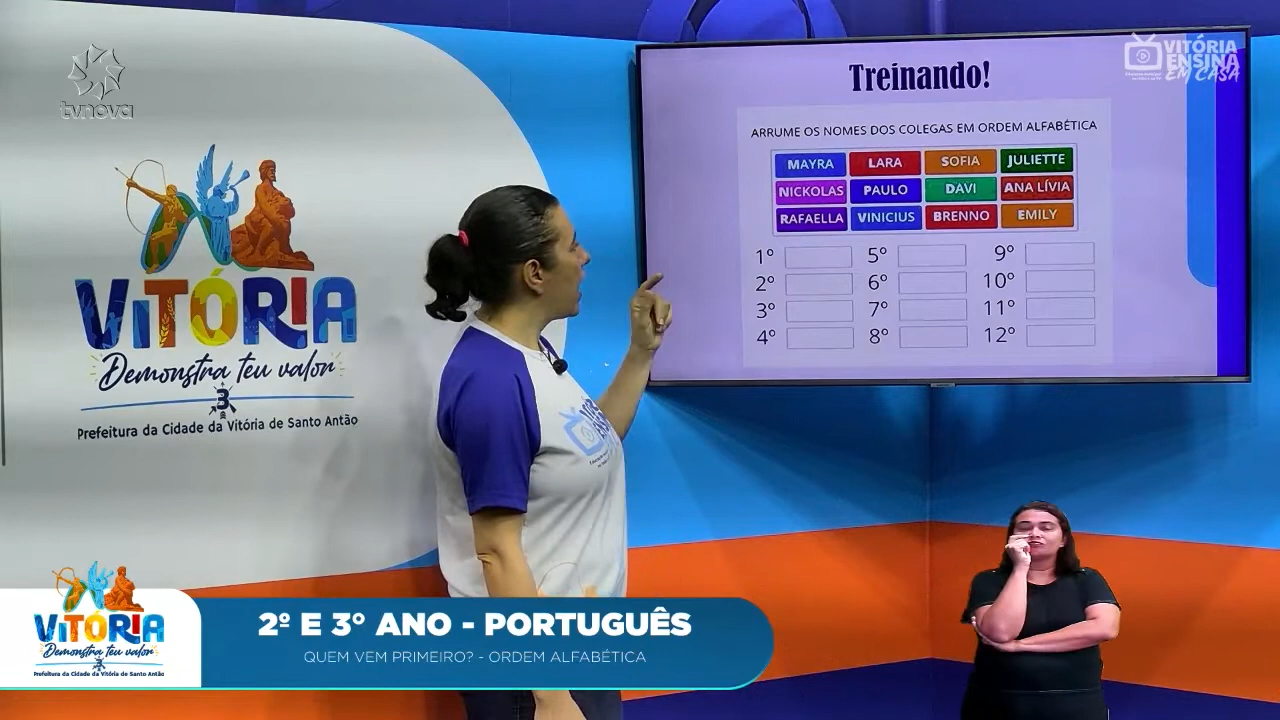 tvnova
VITÓRIA
Demonstra teu valor
3
Prefeitura da Cidade da Vitória de Santo Antão
VITÓRIA
ENSINA
EM CASA
Treinando!
ARRUME OS NOMES DOS COLEGAS EM ORDEM ALFABÉTICA
MAYRA LARA SOFIA JULIETTE
NICKOLAS PAULO DAVI ANA LÍVIA
RAFAELLA VINICIUS BRENNO EMILY
1º 5º 9º
2º 6º 10º
3º 7º 11º
4º 8º 12º
VITÓRIA
Demonstra teu valor
3
Prefeitura da Cidade da Vitória de Santo Antão
2º E 3° ANO - PORTUGUÊS
QUEM VEM PRIMEIRO? - ORDEM ALFABÉTICA